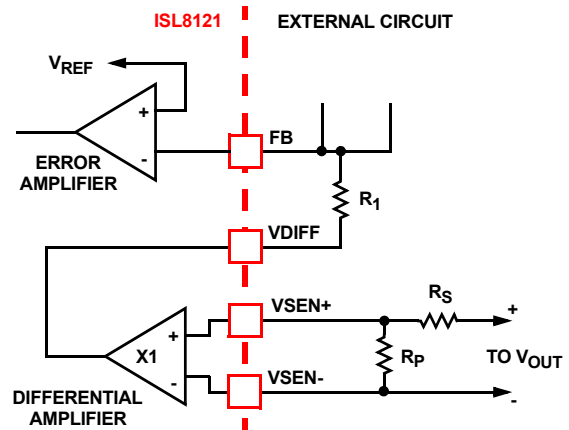 ISL8121
EXTERNAL CIRCUIT
VREF
+
-
FB
ERROR
AMPLIFIER
R1
VDIFF
VSEN+
RS
+
+
X1
RP
TO VOUT
-
VSEN-
-
DIFFERENTIAL
AMPLIFIER